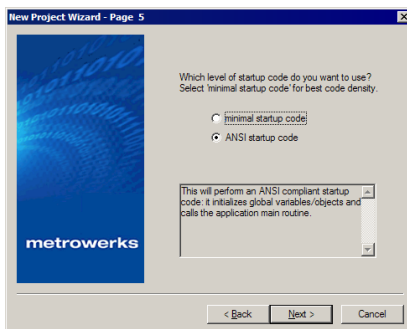 New Project Wizard - Page 5
Which level of startup code do you want to use?
Select 'minimal startup code' for best code density.
minimal startup code
ANSI startup code
This will perform an ANSI compliant startup
code: it initializes global variables/objects and
calls the application main routine.
metrowerks
< Back
Next >
Cancel